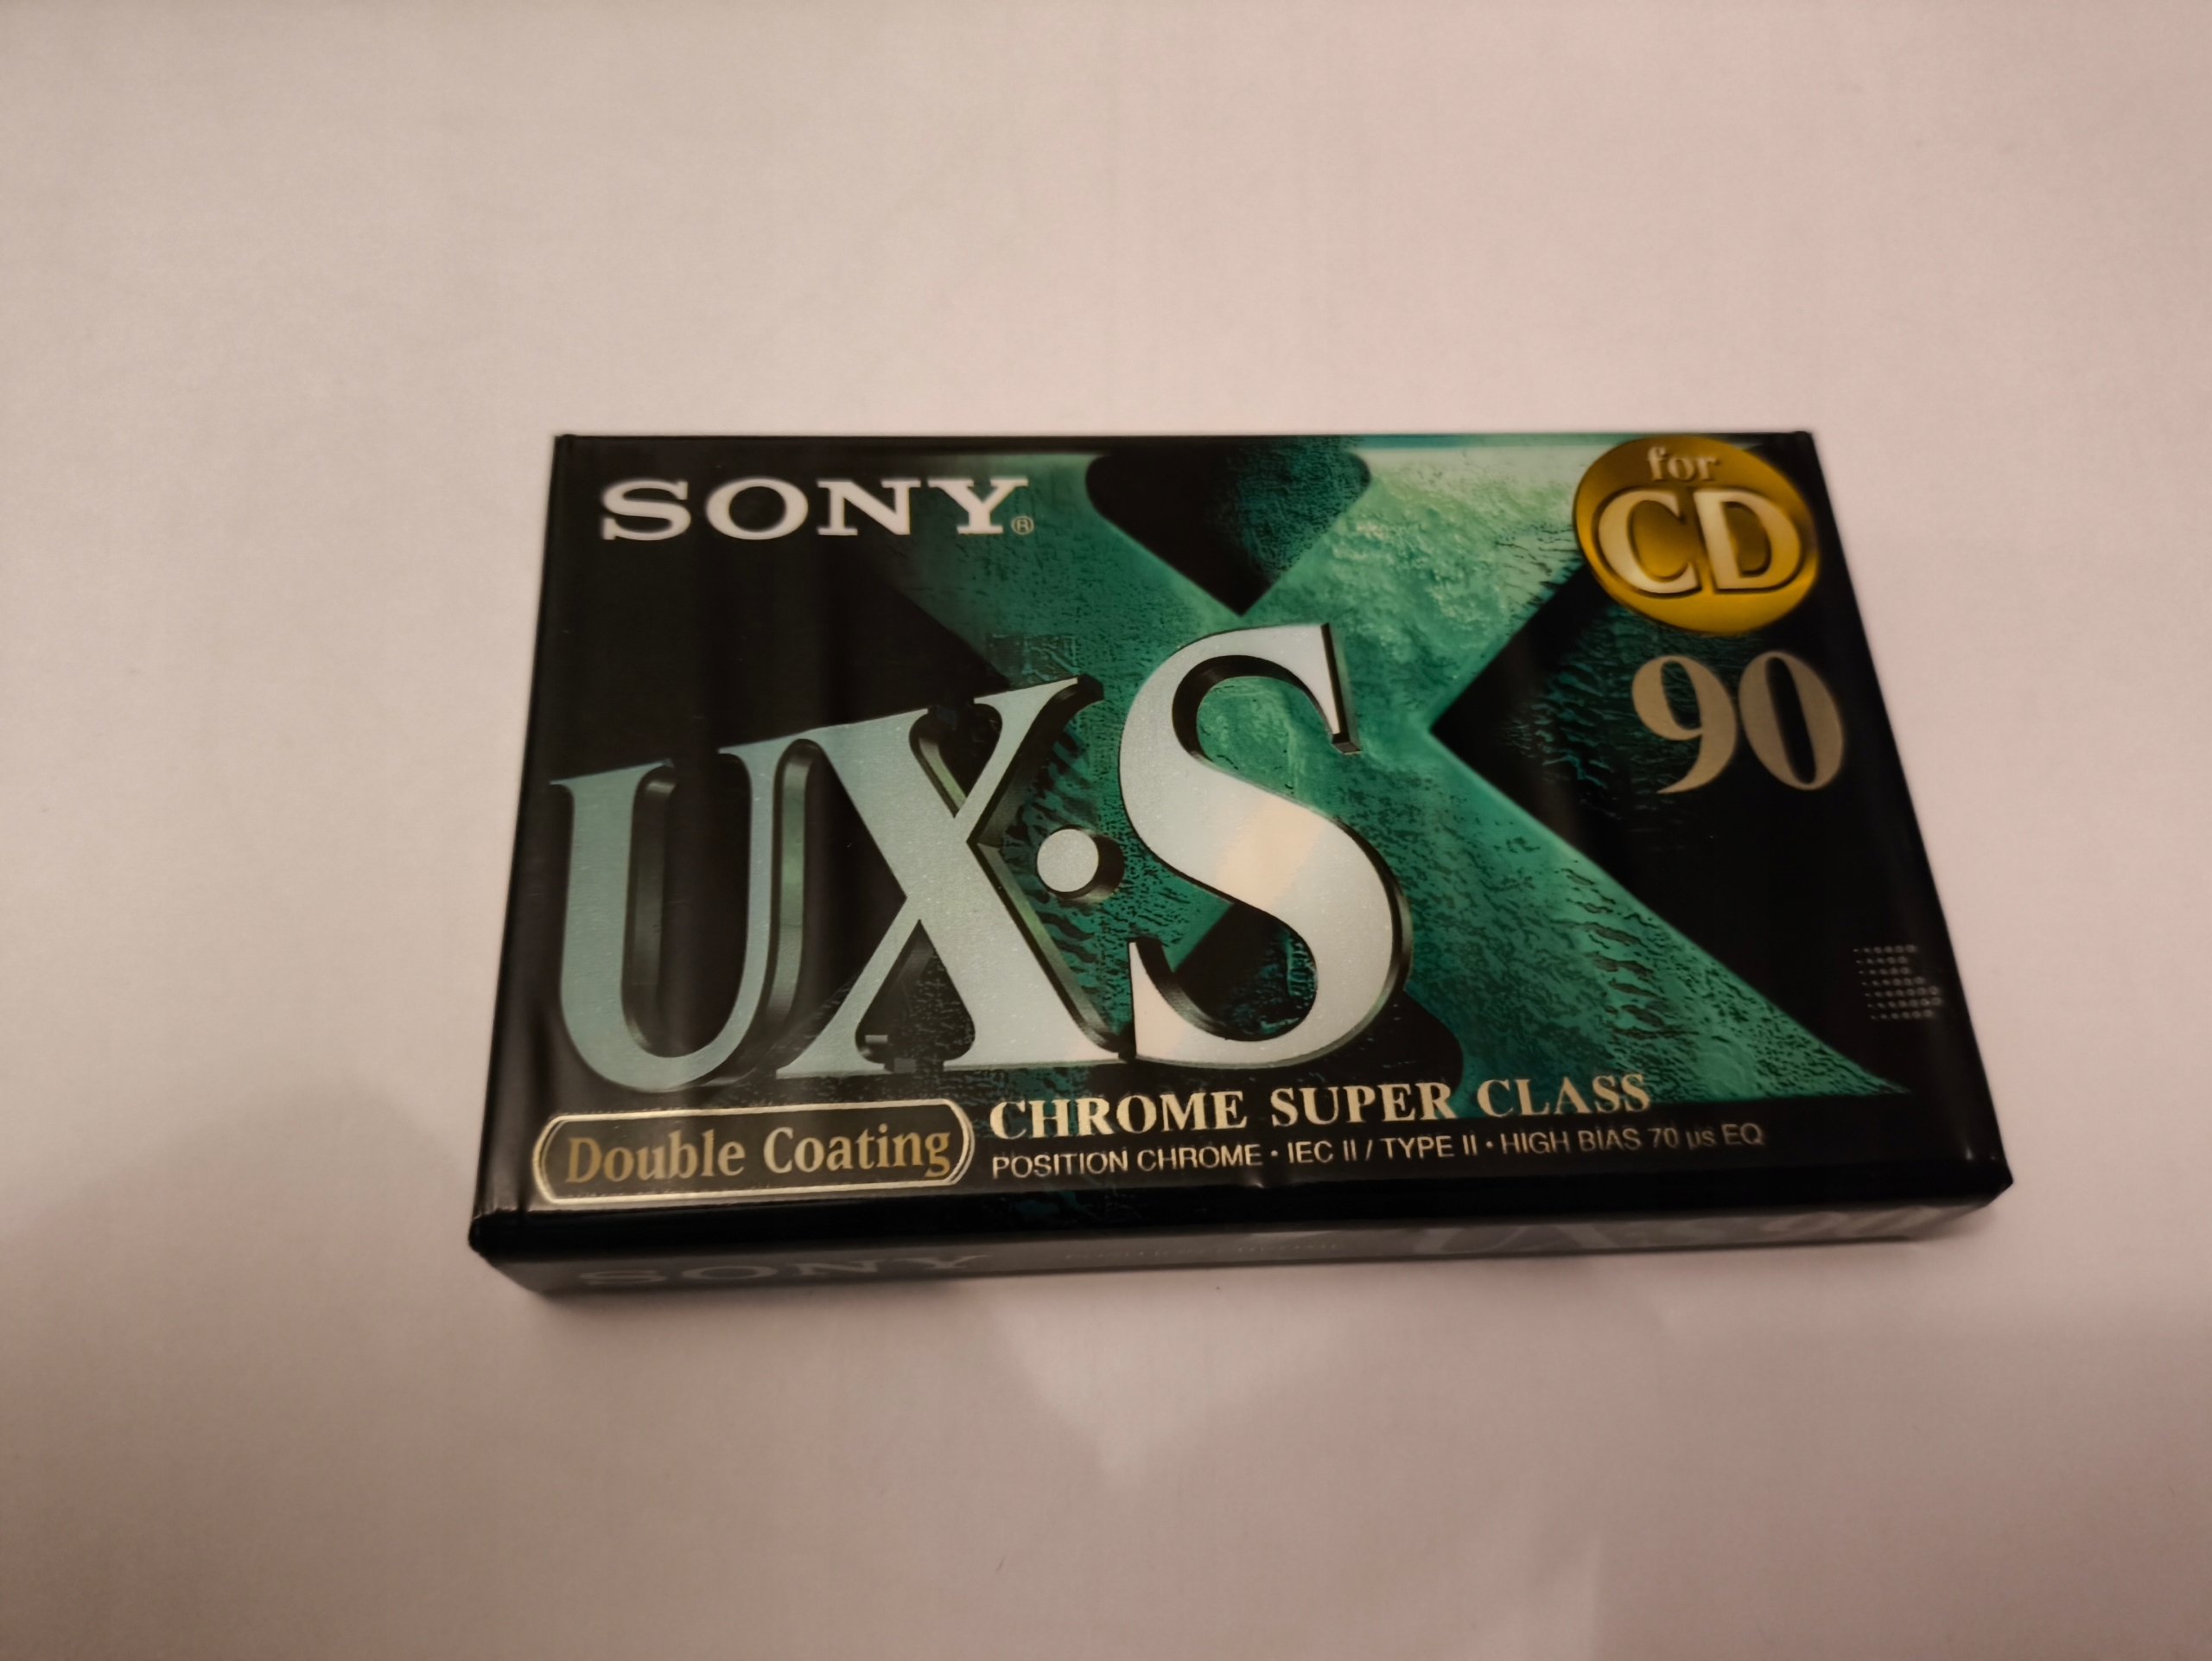 SONY®
for
CD
90
UX·S
CHROME SUPER CLASS
Double Coating
POSITION CHROME · IEC II / TYPE II · HIGH BIAS 70 µs EQ
SONY